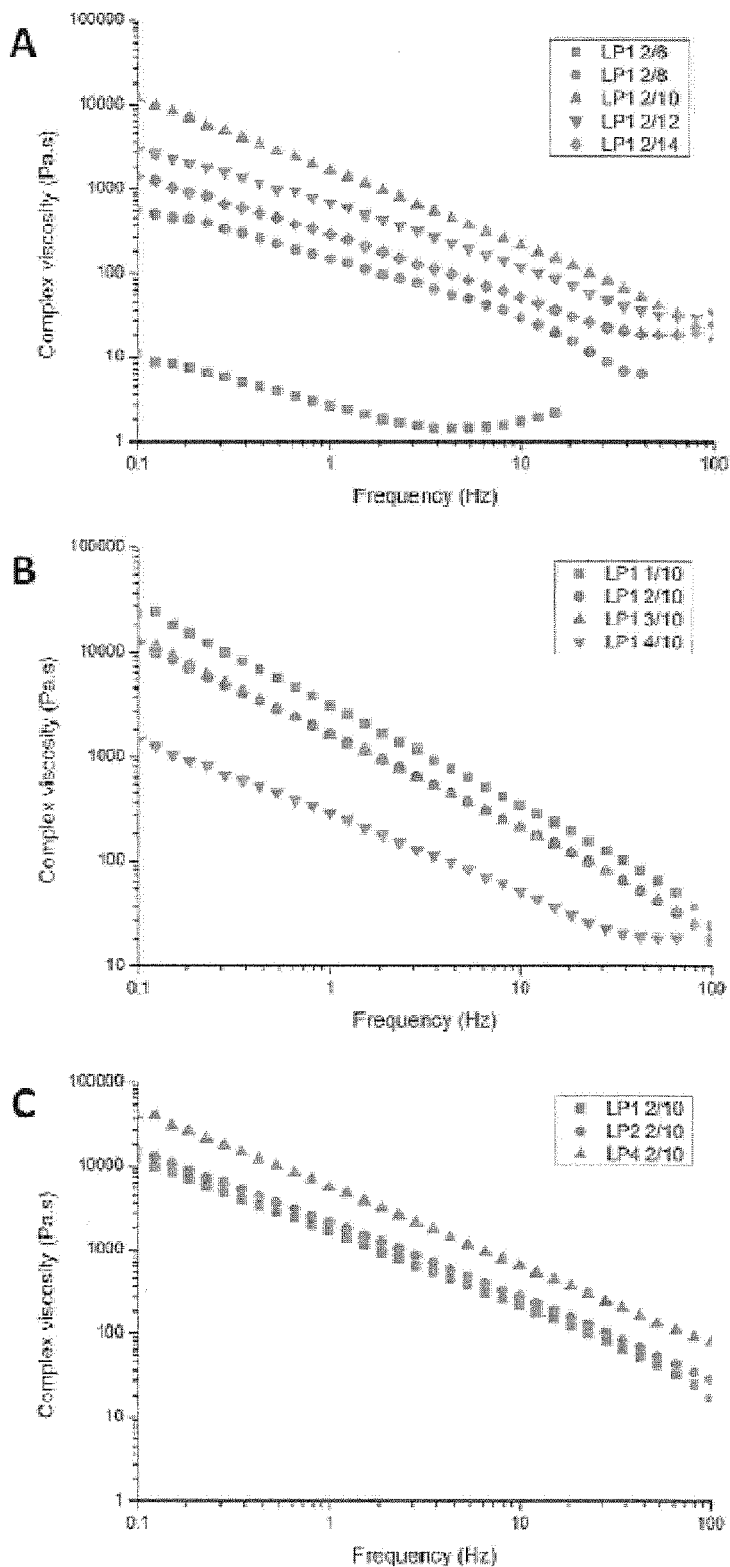 A
Complex viscosity (Pa.s)
100000
10000
1000
100
10
1
0.1
1
10
100
Frequency (Hz)
LP1 2/6
LP1 2/8
LP1 2/10
LP1 2/12
LP1 2/14
B
Complex viscosity (Pa.s)
100000
10000
1000
100
10
0.1
1
10
100
Frequency (Hz)
LP1 1/10
LP1 2/10
LP1 3/10
LP1 4/10
C
Complex viscosity (Pa.s)
100000
10000
1000
100
10
1
0.1
1
10
100
Frequency (Hz)
LP1 2/10
LP2 2/10
LP4 2/10